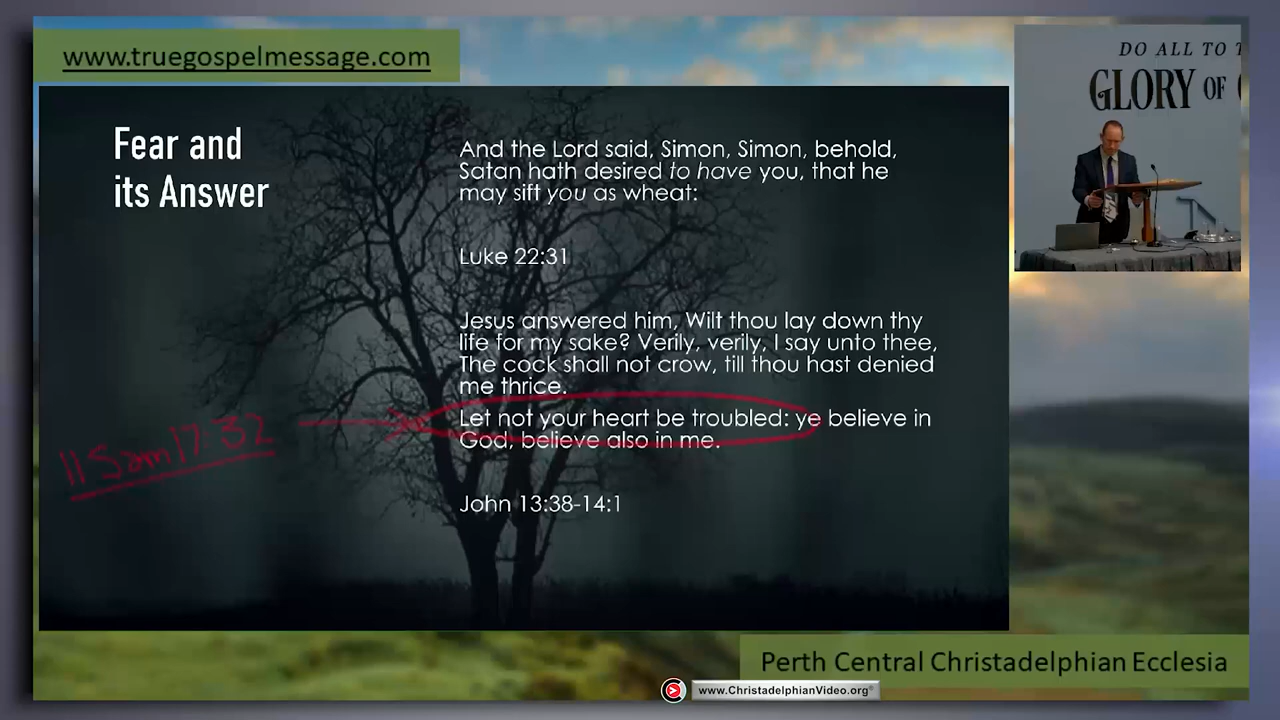 www.truegospelmessage.com
DO ALL TO T
GLORY OF
Fear and
its Answer
And the Lord said, Simon, Simon, behold,
Satan hath desired to have you, that he
may sift you as wheat:
Luke 22:31
Jesus answered him, Wilt thou lay down thy
life for my sake? Verily, verily, I say unto thee,
The cock shall not crow, till thou hast denied
me thrice.
Let not your heart be troubled: ye believe in
God, believe also in me.
11 Sam 17:32
John 13:38-14:1
Perth Central Christadelphian Ecclesia
www.ChristadelphianVideo.org